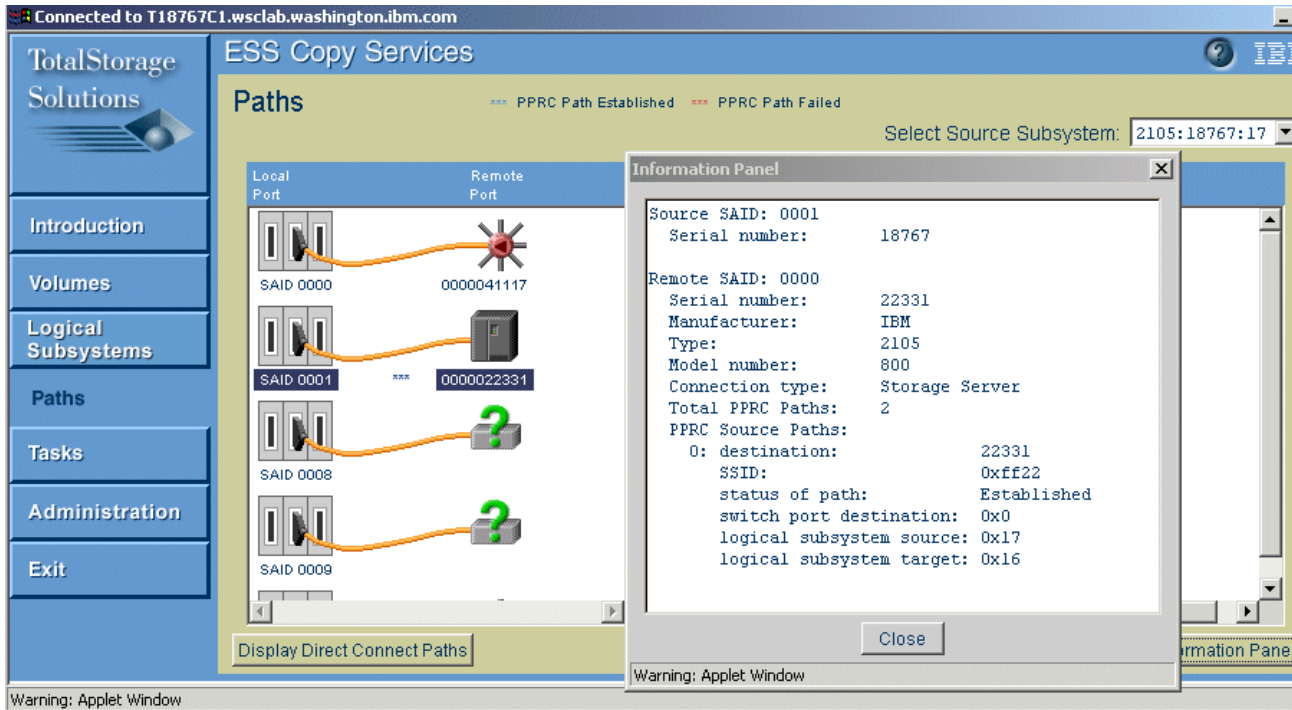 Connected to T18767C1.wsclab.washington.ibm.com
TotalStorage
Solutions
ESS Copy Services
Paths
*** PPRC Path Established *** PPRC Path Failed
Select Source Subsystem: 2105:18767:17
Introduction
Volumes
Logical
Subsystems
Paths
Tasks
Administration
Exit
Local
Port
Remote
Port
SAID 0000 0000041117
SAID 0001 *** 0000022331
SAID 0008
SAID 0009
Display Direct Connect Paths
Information Panel
Source SAID: 0001
Serial number: 18767
Remote SAID: 0000
Serial number: 22331
Manufacturer: IBM
Type: 2105
Model number: 800
Connection type: Storage Server
Total PPRC Paths: 2
PPRC Source Paths:
0: destination: 22331
SSID: 0xff22
status of path: Established
switch port destination: 0x0
logical subsystem source: 0x17
logical subsystem target: 0x16
Close
Warning: Applet Window
rmation Pane
Warning: Applet Window